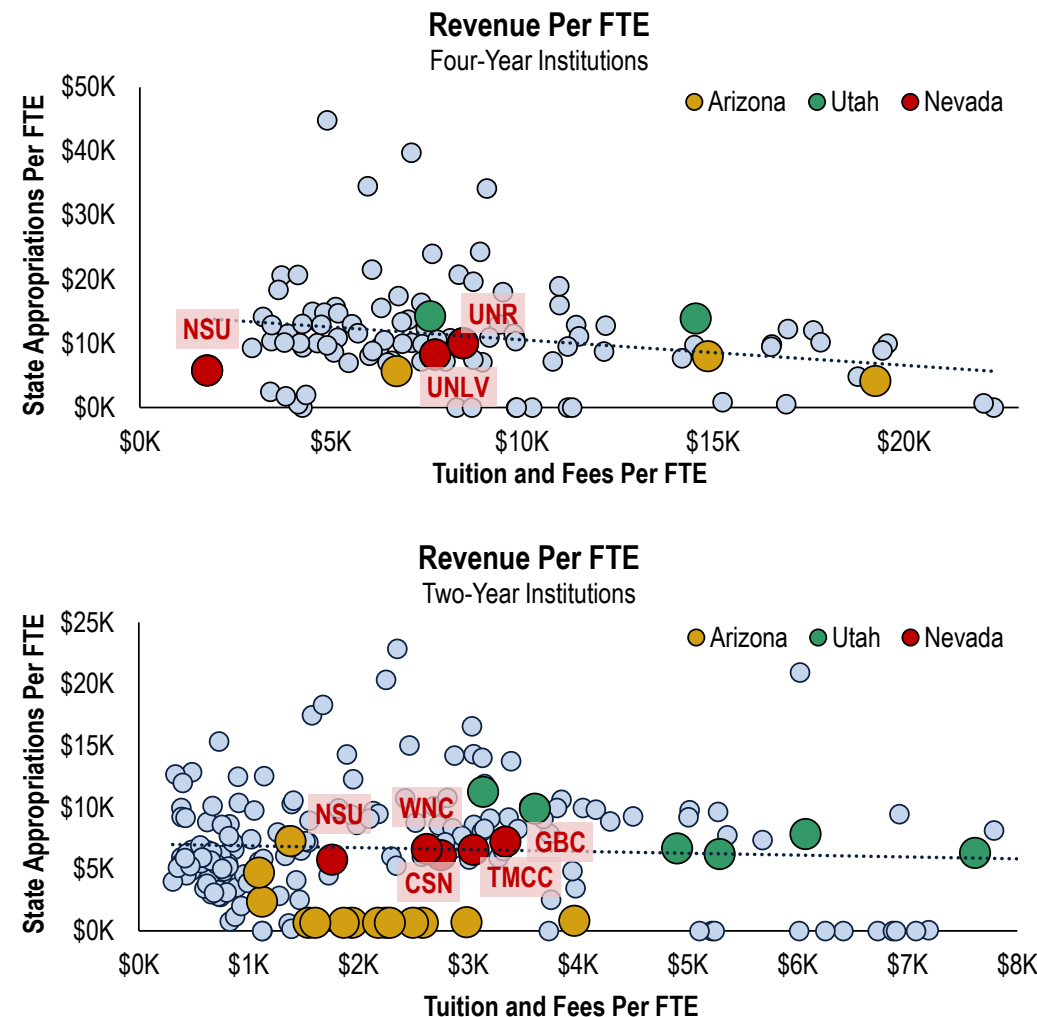 Revenue Per FTE
Four-Year Institutions
State Appropriations Per FTE
$50K
$40K
$30K
$20K
$10K
$0K
Arizona Utah Nevada
NSU
UNR
UNLV
$0K $5K $10K $15K $20K
Tuition and Fees Per FTE
Revenue Per FTE
Two-Year Institutions
State Appropriations Per FTE
$25K
$20K
$15K
$10K
$5K
$0K
Arizona Utah Nevada
NSU
WNC
GBC
CSN
TMCC
$0K $1K $2K $3K $4K $5K $6K $7K $8K
Tuition and Fees Per FTE